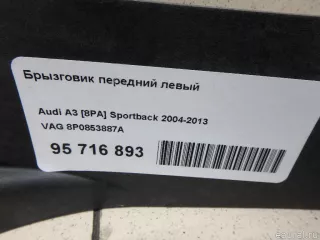 Брызговик передний левый
Audi A3 [8PA] Sportback 2004-2013
VAG 8P0853887A
95 716 893